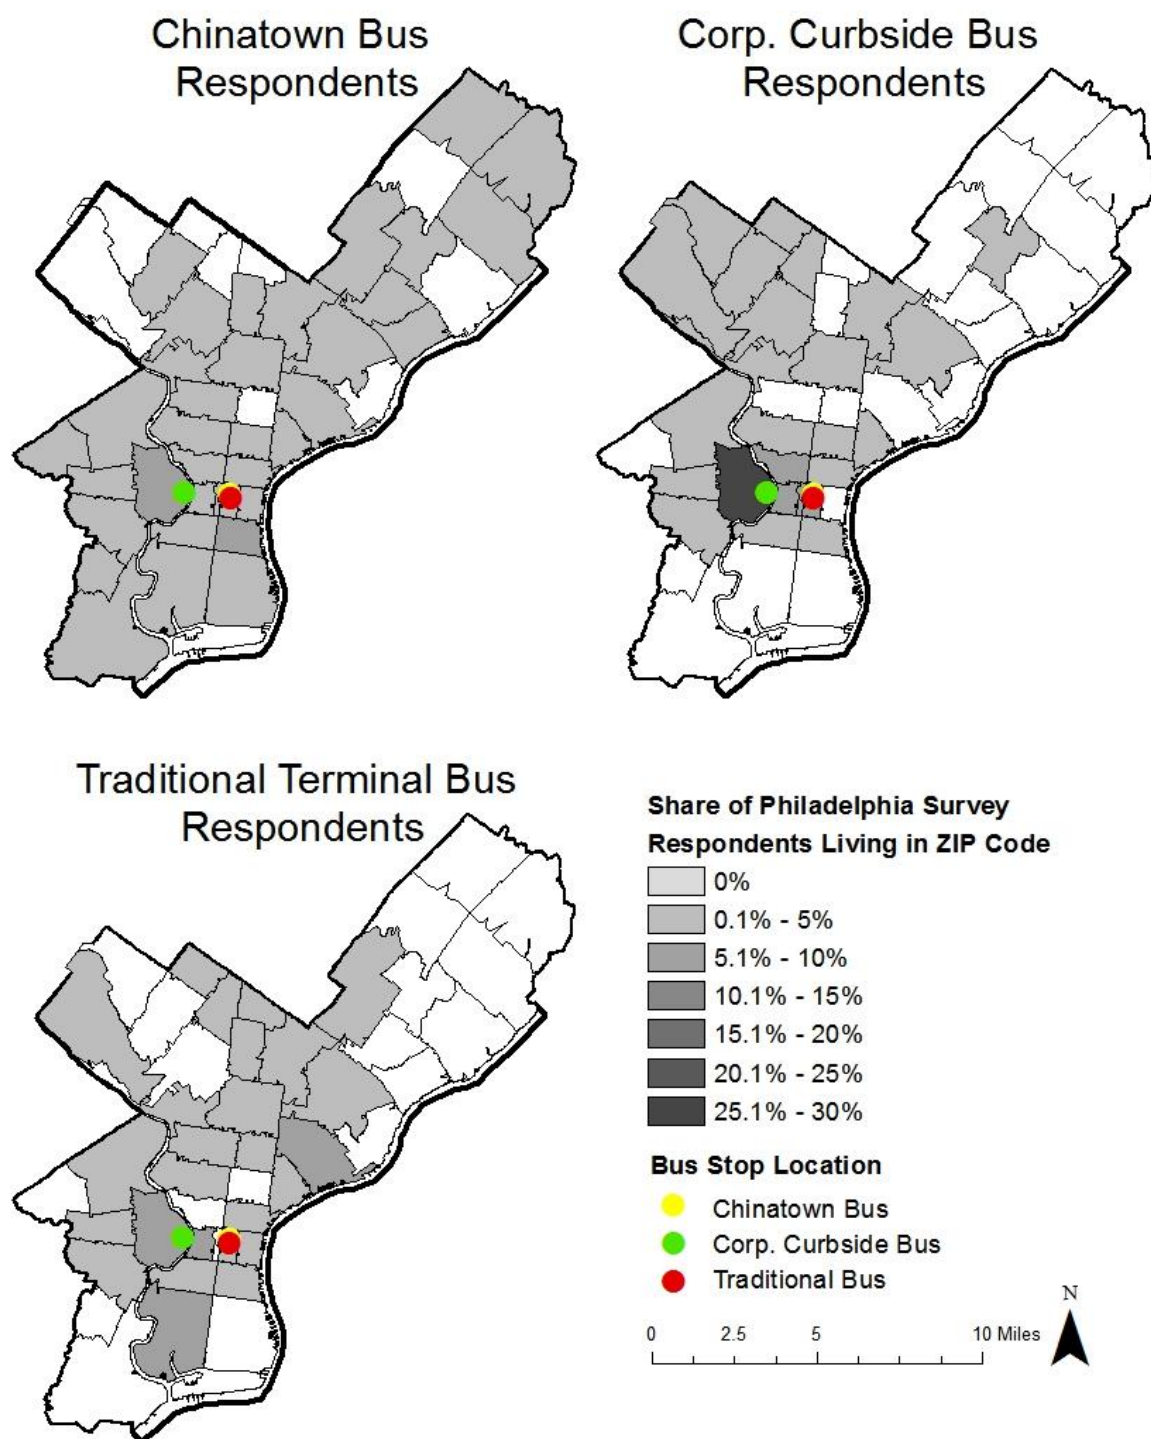 Chinatown Bus
Respondents
Corp. Curbside Bus
Respondents
Traditional Terminal Bus
Respondents
Share of Philadelphia Survey
Respondents Living in ZIP Code
0%
0.1% - 5%
5.1% - 10%
10.1% - 15%
15.1% - 20%
20.1% - 25%
25.1% - 30%
Bus Stop Location
Chinatown Bus
Corp. Curbside Bus
Traditional Bus
N
0 2.5 5 10 Miles